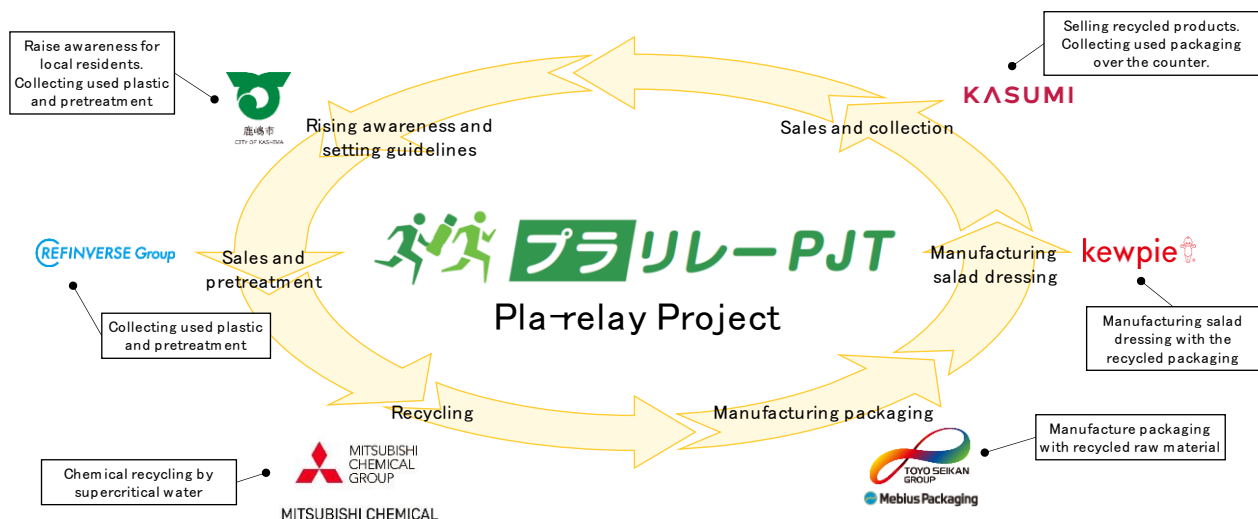 Raise awareness for
local residents.
Collecting used plastic
and pretreatment
鹿嶋市
CITY OF KASHIMA
Rising awareness and
setting guidelines
Selling recycled products.
Collecting used packaging
over the counter.
KASUMI
Sales and collection
REFINVERSE Group
Sales and
pretreatment
Collecting used plastic
and pretreatment
プラリレーPJT
Pla-relay Project
Manufacturing
salad dressing
kewpie
Manufacturing salad
dressing with the
recycled packaging
Recycling
MITSUBISHI
CHEMICAL
GROUP
MITSUBISHI CHEMICAL
Chemical recycling by
supercritical water
Manufacturing packaging
TOYO SEIKAN
GROUP
Mebius Packaging
Manufacture packaging
with recycled raw material